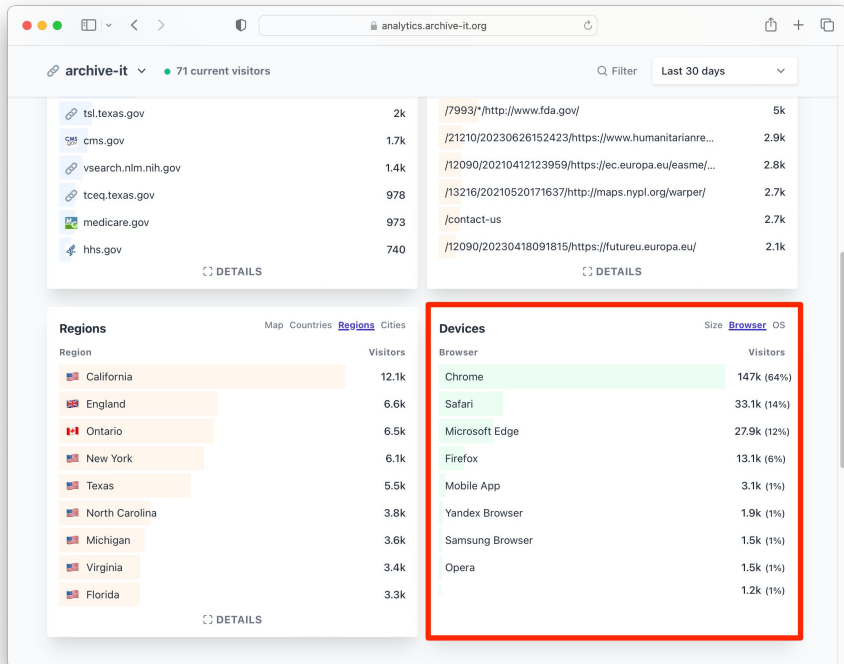 analytics.archive-it.org
archive-it
71 current visitors
Filter
Last 30 days
tsl.texas.gov 2k
CMS cms.gov 1.7k
vsearch.nlm.nih.gov 1.4k
tceq.texas.gov 978
medicare.gov 973
hhs.gov 740
DETAILS
/7993/*/http://www.fda.gov/ 5k
/21210/20230626152423/https://www.humanitarianre... 2.9k
/12090/20210412123959/https://ec.europa.eu/easme/... 2.8k
/13216/20210520171637/http://maps.nypl.org/warper/ 2.7k
/contact-us 2.7k
/12090/20230418091815/https://futureu.europa.eu/ 2.1k
DETAILS
Regions Map Countries Regions Cities
Region Visitors
California 12.1k
England 6.6k
Ontario 6.5k
New York 6.1k
Texas 5.5k
North Carolina 3.8k
Michigan 3.6k
Virginia 3.4k
Florida 3.3k
DETAILS
Devices Size Browser OS
Browser Visitors
Chrome 147k (64%)
Safari 33.1k (14%)
Microsoft Edge 27.9k (12%)
Firefox 13.1k (6%)
Mobile App 3.1k (1%)
Yandex Browser 1.9k (1%)
Samsung Browser 1.5k (1%)
Opera 1.5k (1%)
1.2k (1%)